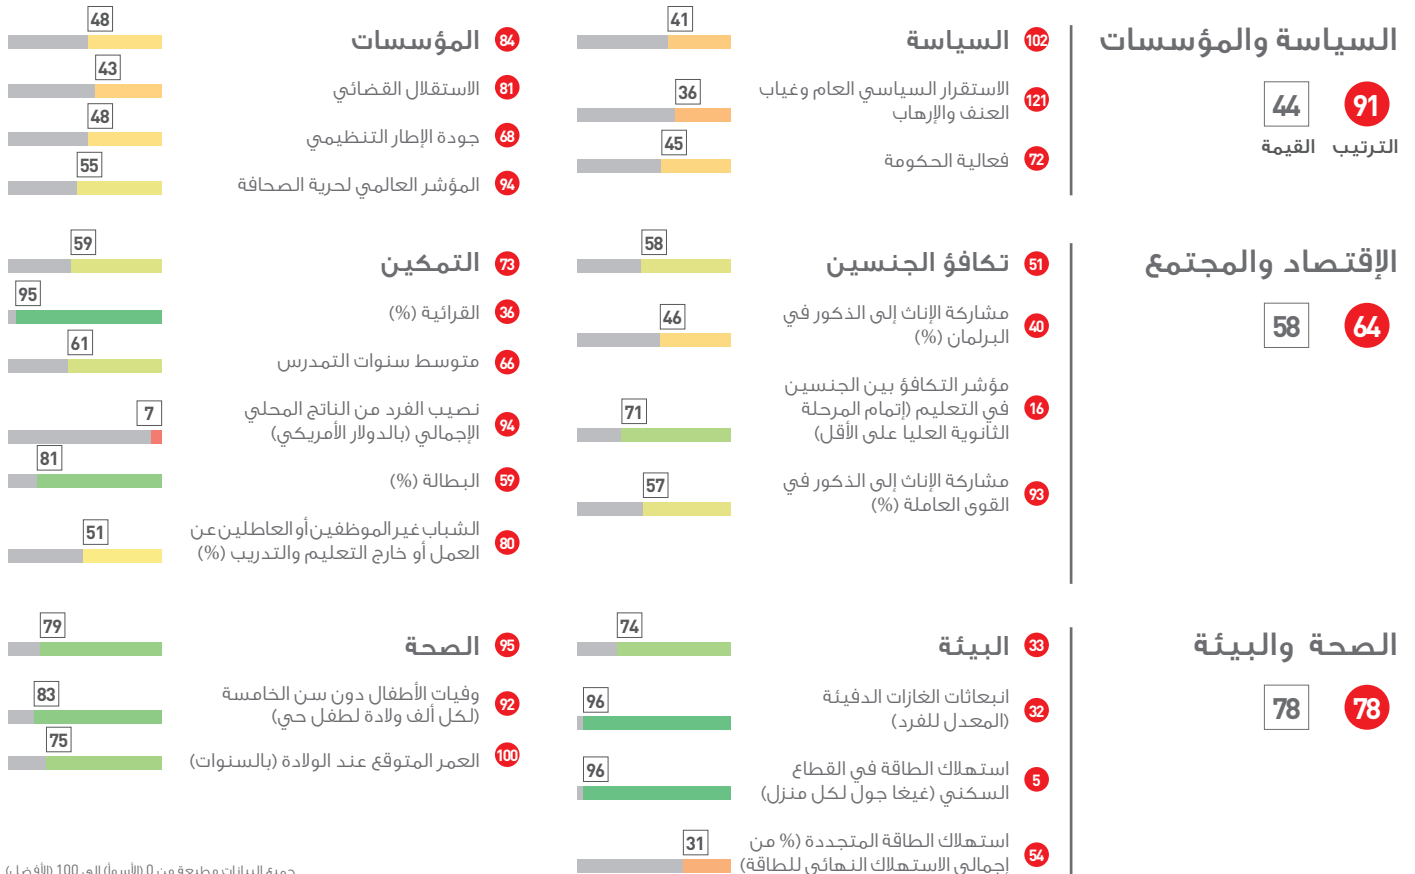 السياسة والمؤسسات
91
44
الترتيب
القيمة
102
السياسة
41
121
الاستقرار السياسي العام وغياب
العنف والإرهاب
36
72
فعالية الحكومة
45
84
المؤسسات
48
81
الاستقلال القضائي
43
68
جودة الإطار التنظيمي
48
94
المؤشر العالمي لحرية الصحافة
55
الإقتصاد والمجتمع
64
58
51
تكافؤ الجنسين
58
40
مشاركة الإناث إلى الذكور في
البرلمان (%)
46
16
مؤشر التكافؤ بين الجنسين
في التعليم (إتمام المرحلة
الثانوية العليا على الأقل)
71
93
مشاركة الإناث إلى الذكور في
القوى العاملة (%)
57
73
التمكين
59
36
القرائية (%)
95
66
متوسط سنوات التمدرس
61
94
نصيب الفرد من الناتج المحلي
الإجمالي (بالدولار الأمريكي)
7
59
البطالة (%)
81
80
الشباب غير الموظفين أو العاطلين عن
العمل أو خارج التعليم والتدريب (%)
51
الصحة والبيئة
78
78
33
البيئة
74
32
انبعاثات الغازات الدفيئة
(المعدل للفرد)
96
5
استهلاك الطاقة في القطاع
السكني (غيغا جول لكل منزل)
96
54
استهلاك الطاقة المتجددة (% من
إجمالي الاستهلاك النهائي للطاقة)
31
95
الصحة
79
92
وفيات الأطفال دون سن الخامسة
(لكل ألف ولادة لطفل حي)
83
100
العمر المتوقع عند الولادة (بالسنوات)
75
جميع البيانات مطبعة من 0 (الأسوأ) إلى 100 (الأفضل)